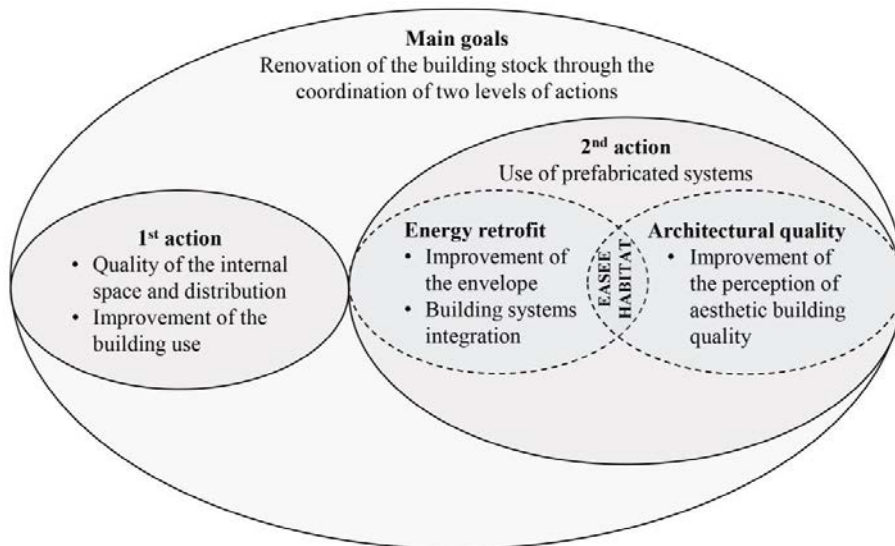 Main goals
Renovation of the building stock through the
coordination of two levels of actions
2nd action
Use of prefabricated systems
1st action
• Quality of the internal
space and distribution
• Improvement of the
building use
Energy retrofit
• Improvement of
the envelope
• Building systems
integration
EASEE
HABITAT
Architectural quality
• Improvement of
the perception of
aesthetic building
quality